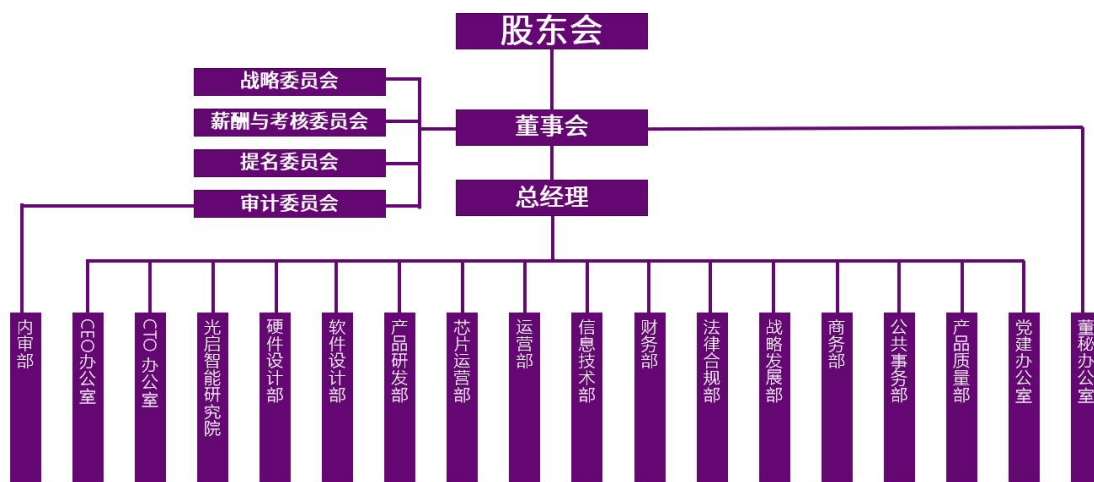 股东会
战略委员会
薪酬与考核委员会
董事会
提名委员会
审计委员会
总经理
内审部
CEO办公室
CTO 办公室
光启智能研究院
硬件设计部
软件设计部
产品研发部
芯片运营部
运营部
信息技术部
财务部
法律合规部
战略发展部
商务部
公共事务部
产品质量部
党建办公室
董秘办公室